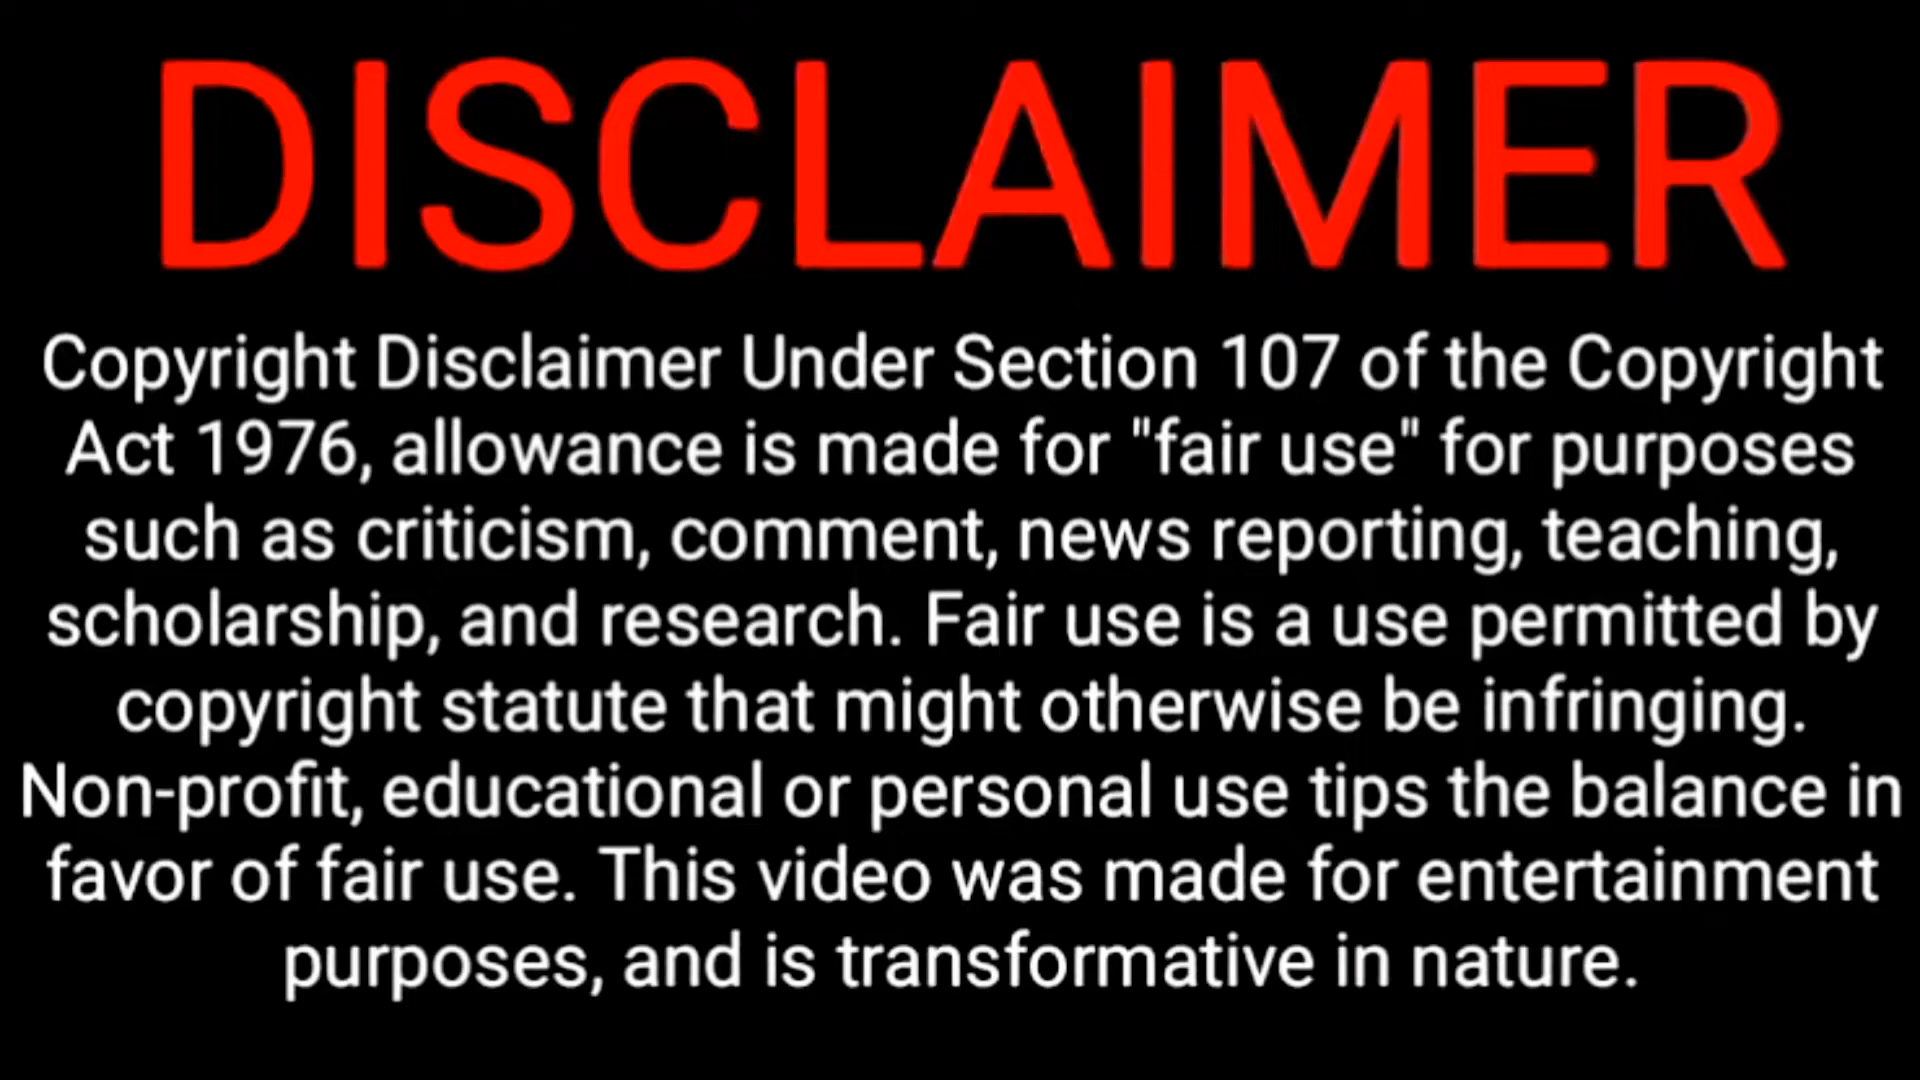 DISCLAIMER
Copyright Disclaimer Under Section 107 of the Copyright
Act 1976, allowance is made for "fair use" for purposes
such as criticism, comment, news reporting, teaching,
scholarship, and research. Fair use is a use permitted by
copyright statute that might otherwise be infringing.
Non-profit, educational or personal use tips the balance in
favor of fair use. This video was made for entertainment
purposes, and is transformative in nature.